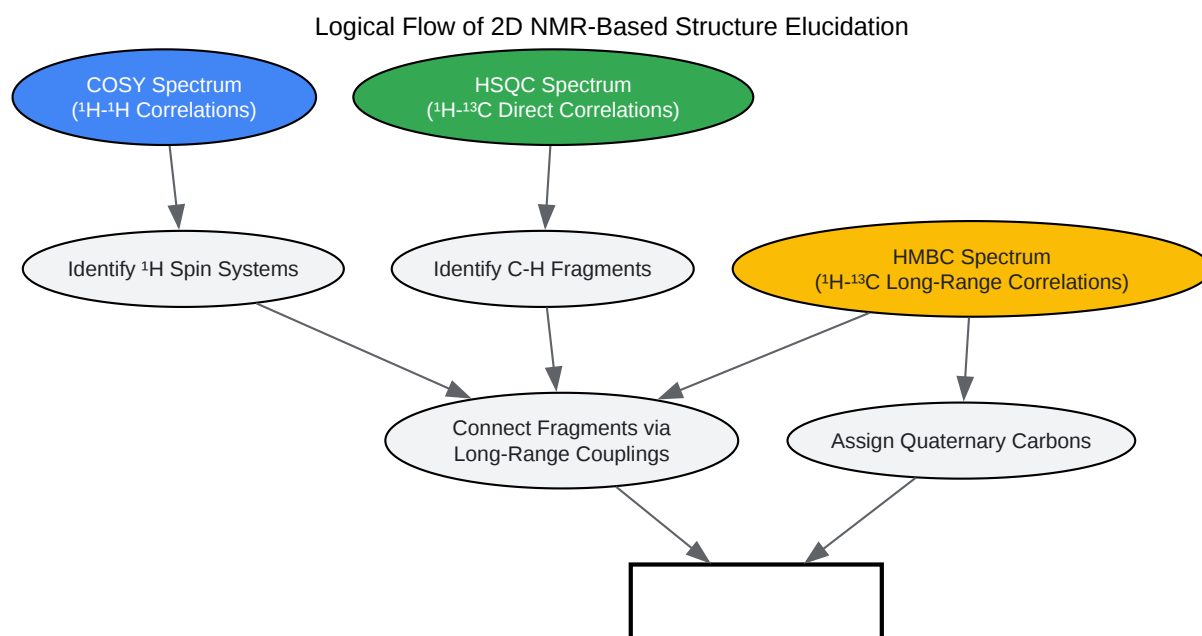 Logical Flow of 2D NMR-Based Structure Elucidation
COSY Spectrum
(¹H-¹H Correlations)
HSQC Spectrum
(¹H-¹³C Direct Correlations)
Identify ¹H Spin Systems
Identify C-H Fragments
HMBC Spectrum
(¹H-¹³C Long-Range Correlations)
Connect Fragments via
Long-Range Couplings
Assign Quaternary Carbons